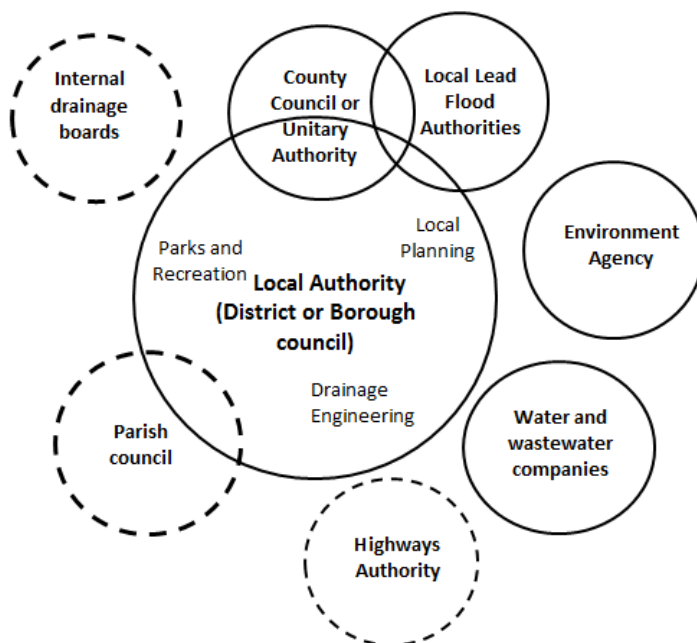 Internal
drainage
boards
County
Council or
Unitary
Authority
Local Lead
Flood
Authorities
Environment
Agency
Parks and
Recreation
Local
Planning
Local Authority
(District or Borough
council)
Drainage
Engineering
Parish
council
Water and
wastewater
companies
Highways
Authority